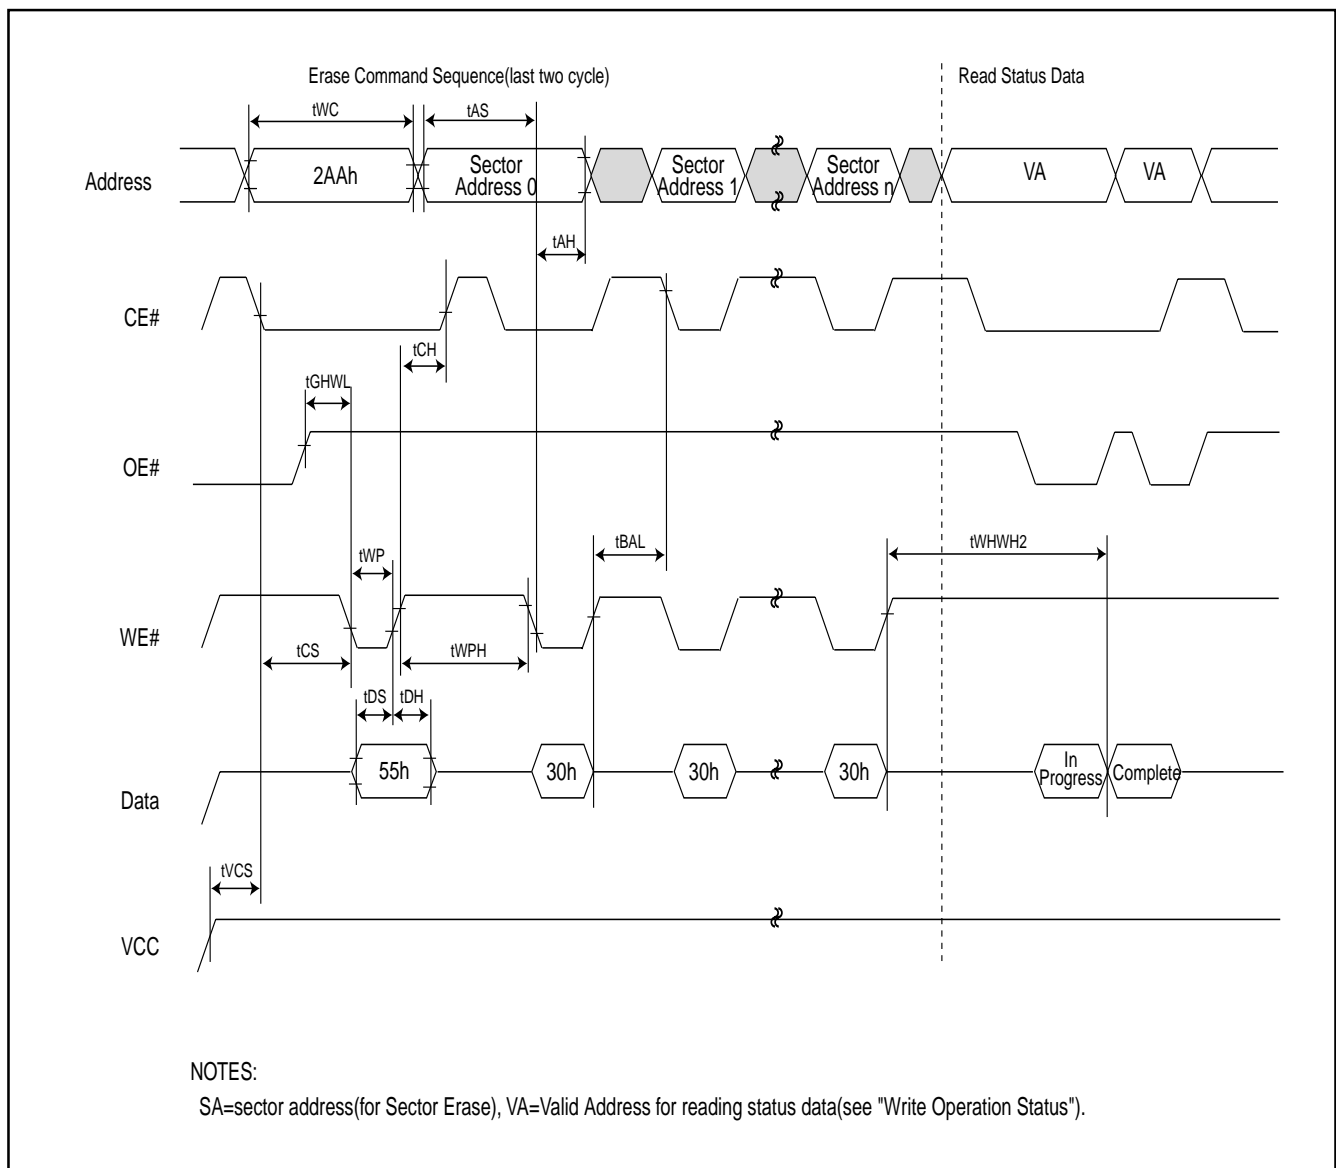 Erase Command Sequence(last two cycle)
Read Status Data
tWC
tAS
Address
2AAh
Sector
Address 0
Sector
Address 1
Sector
Address n
VA
VA
tAH
CE#
tCH
tGHWL
OE#
tWP
tBAL
tWHWH2
WE#
tCS
tWPH
tDS
tDH
Data
55h
30h
30h
30h
In
Progress
Complete
tVCS
VCC
NOTES:
SA=sector address(for Sector Erase), VA=Valid Address for reading status data(see "Write Operation Status").